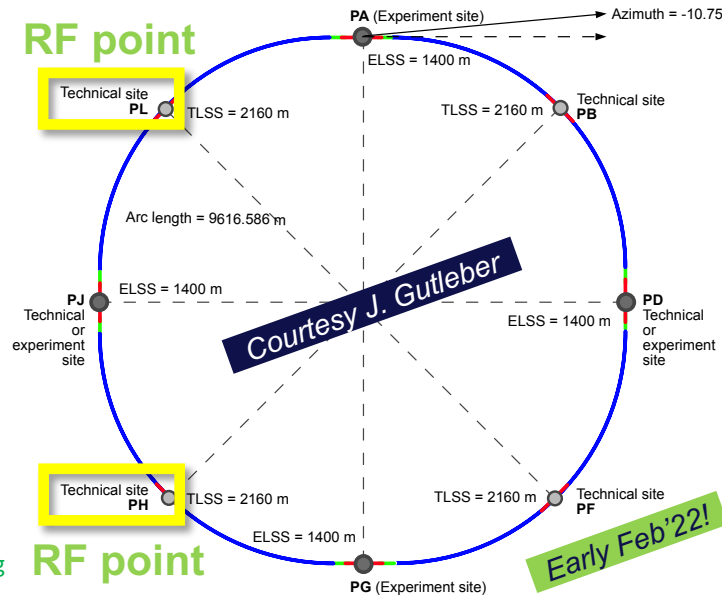 PA (Experiment site)
Azimuth = -10.75
RF point
ELSS = 1400 m
Technical site
PL
TLSS = 2160 m
TLSS = 2160 m
Technical site
PB
Arc length = 9616.586 m
PJ
Technical
or
experiment
site
ELSS = 1400 m
Courtesy J. Gutleber
PD
Technical
or
experiment
site
ELSS = 1400 m
Technical site
PH
TLSS = 2160 m
TLSS = 2160 m
Technical site
PF
ELSS = 1400 m
Early Feb'22!
g
RF point
PG (Experiment site)